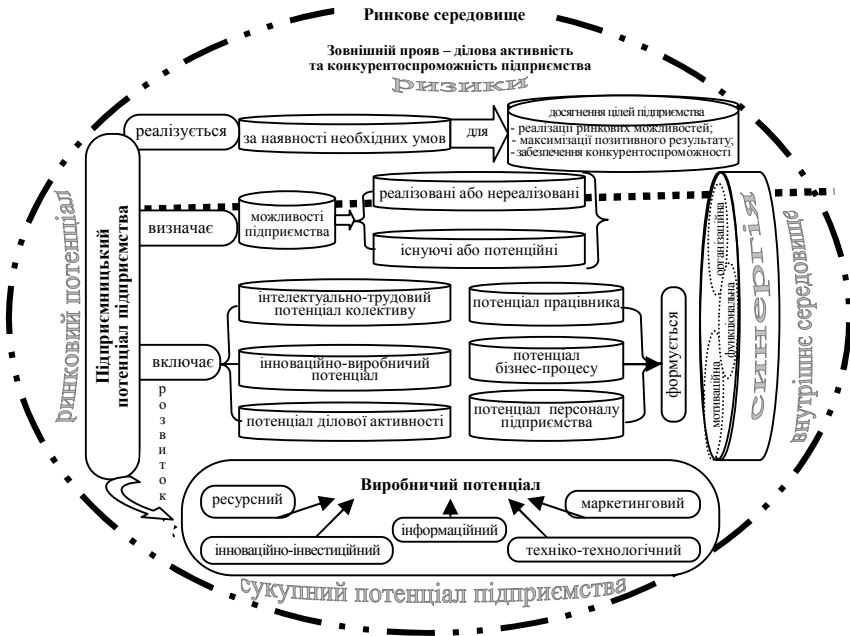 Ринкове середовище
Зовнішній прояв – ділова активність
та конкурентоспроможність підприємства
ризики
реалізується
за наявності необхідних умов
для
досягнення цілей підприємства
- реалізації ринкових можливостей;
- максимізації позитивного результату;
- забезпечення конкурентоспроможності
ринковий потенціал
Підприємницький
потенціал підприємства
визначає
можливості
підприємства
реалізовані або нереалізовані
існуючі або потенційні
включає
інтелектуально-трудовий
потенціал колективу
інноваційно-виробничий
потенціал
потенціал ділової активності
потенціал працівника
потенціал
бізнес-процесу
потенціал персоналу
підприємства
формується
мотиваційна
функціональна
організаційна
синергія
внутрішнє середовище
розвиток
Виробничий потенціал
ресурсний
маркетинговий
інформаційний
інноваційно-інвестиційний
техніко-технологічний
сукупний потенціал підприємства